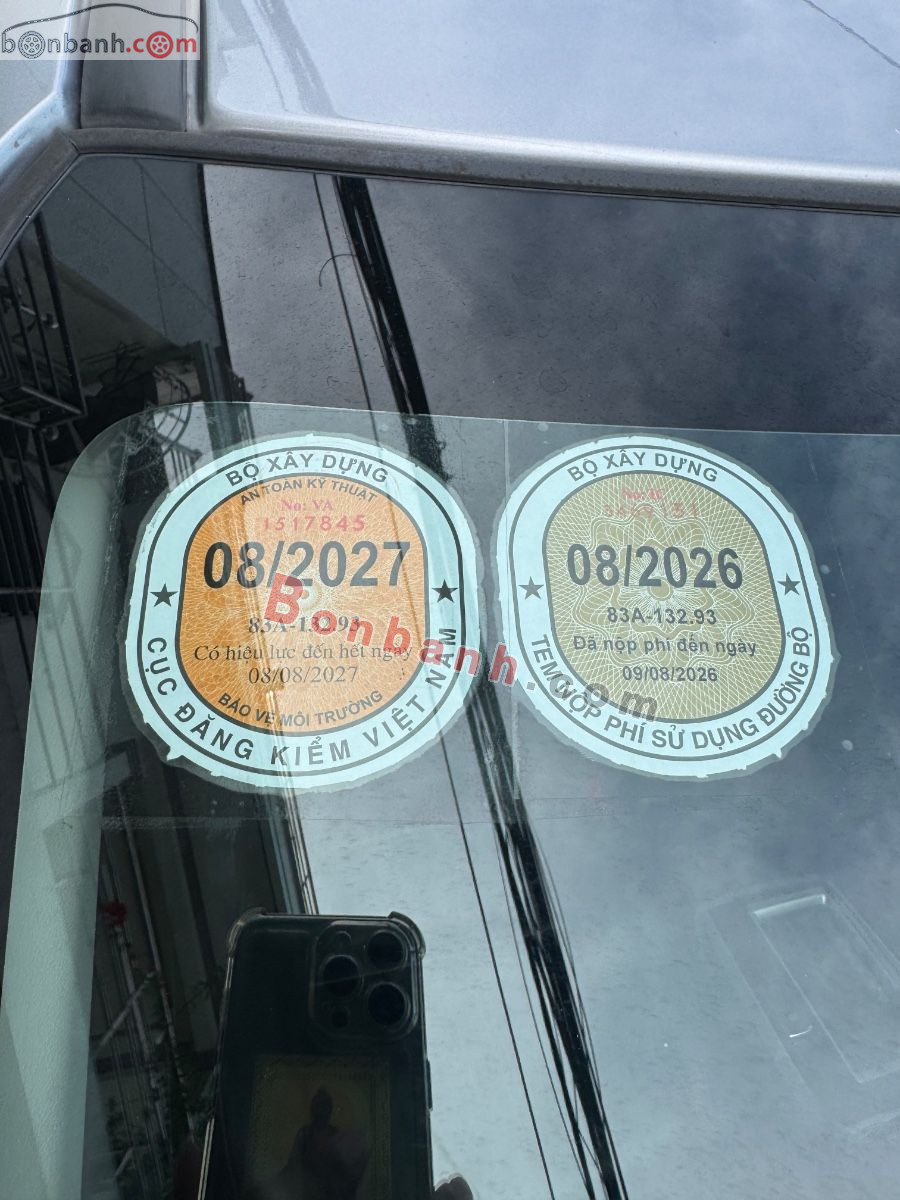 bonbanh.com
BỘ XÂY DỰNG
AN TOÀN KỸ THUẬT
No: VA
1517845
08/2027
83A-132.93
Có hiệu lực đến hết ngày
08/08/2027
BẢO VỆ MÔI TRƯỜNG
CỤC ĐĂNG KIỂM VIỆT NAM
BỘ XÂY DỰNG
08/2026
83A-132.93
Đã nộp phí đến ngày
09/08/2026
TEM NỘP PHÍ SỬ DỤNG ĐƯỜNG BỘ
Bonbanh.com